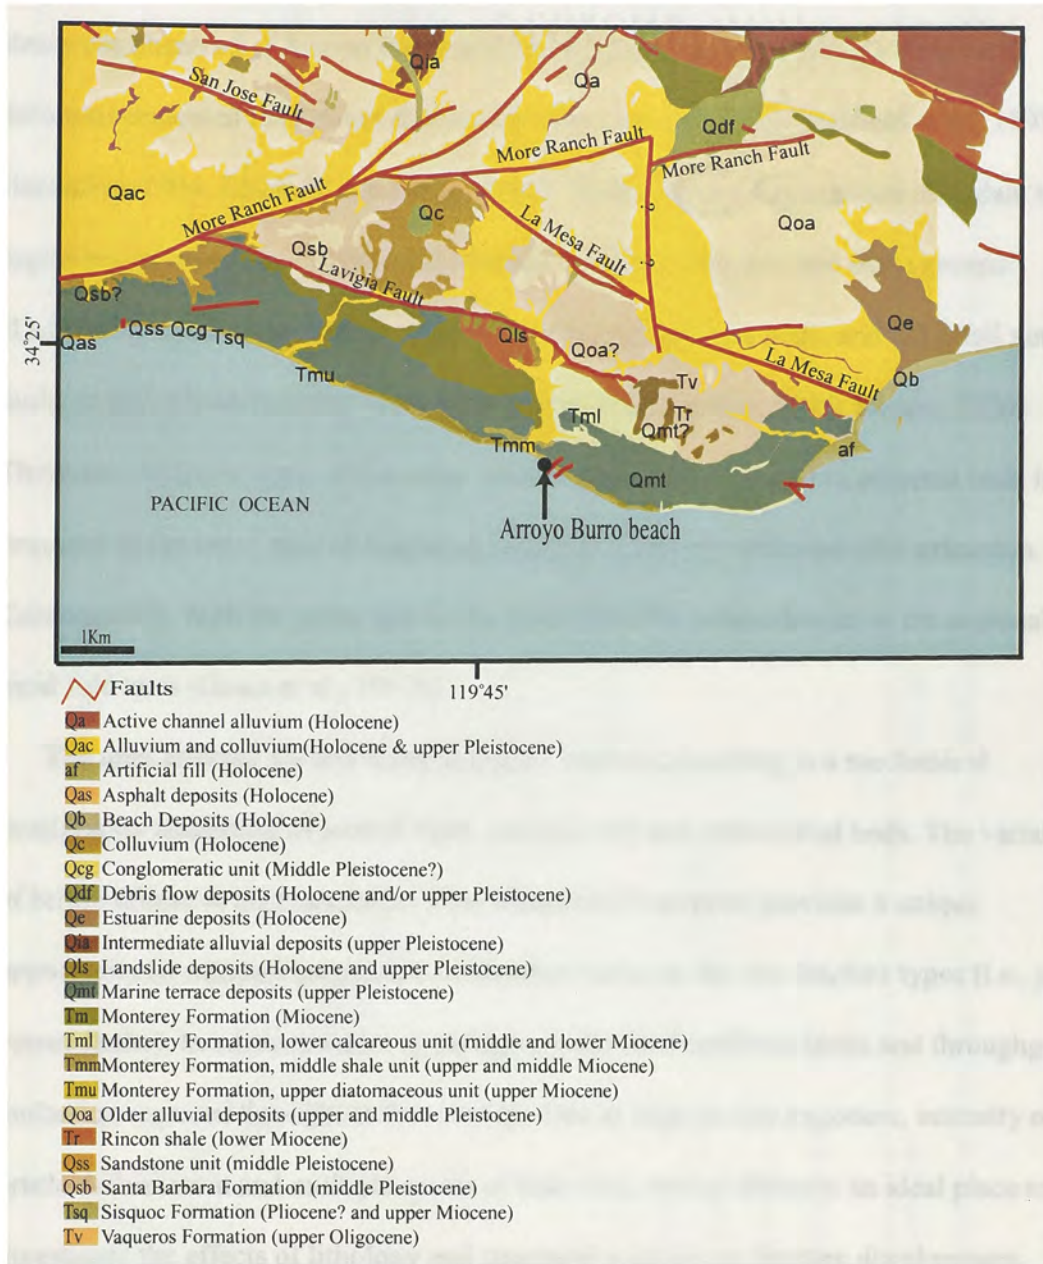 Qia
Qa
San Jose Fault
More Ranch Fault
Qdf
More Ranch Fault
Qac
More Ranch Fault
Qc
La Mesa Fault
?
Qoa
Qsb
Lavigia Fault
?
Qsb?
Qe
34°25'
Qas
Qss Qcg Tsq
Qls
Qoa?
La Mesa Fault
Qb
Tmu
Tv
Tml
Tr
Qmt?
Tmm
af
Qmt
PACIFIC OCEAN
Arroyo Burro beach
1Km
119°45'
Faults
Qa Active channel alluvium (Holocene)
Qac Alluvium and colluvium(Holocene & upper Pleistocene)
af Artificial fill (Holocene)
Qas Asphalt deposits (Holocene)
Qb Beach Deposits (Holocene)
Qc Colluvium (Holocene)
Qcg Conglomeratic unit (Middle Pleistocene?)
Qdf Debris flow deposits (Holocene and/or upper Pleistocene)
Qe Estuarine deposits (Holocene)
Qia Intermediate alluvial deposits (upper Pleistocene)
Qls Landslide deposits (Holocene and upper Pleistocene)
Qmt Marine terrace deposits (upper Pleistocene)
Tm Monterey Formation (Miocene)
Tml Monterey Formation, lower calcareous unit (middle and lower Miocene)
Tmm Monterey Formation, middle shale unit (upper and middle Miocene)
Tmu Monterey Formation, upper diatomaceous unit (upper Miocene)
Qoa Older alluvial deposits (upper and middle Pleistocene)
Tr Rincon shale (lower Miocene)
Qss Sandstone unit (middle Pleistocene)
Qsb Santa Barbara Formation (middle Pleistocene)
Tsq Sisquoc Formation (Pliocene? and upper Miocene)
Tv Vaqueros Formation (upper Oligocene)